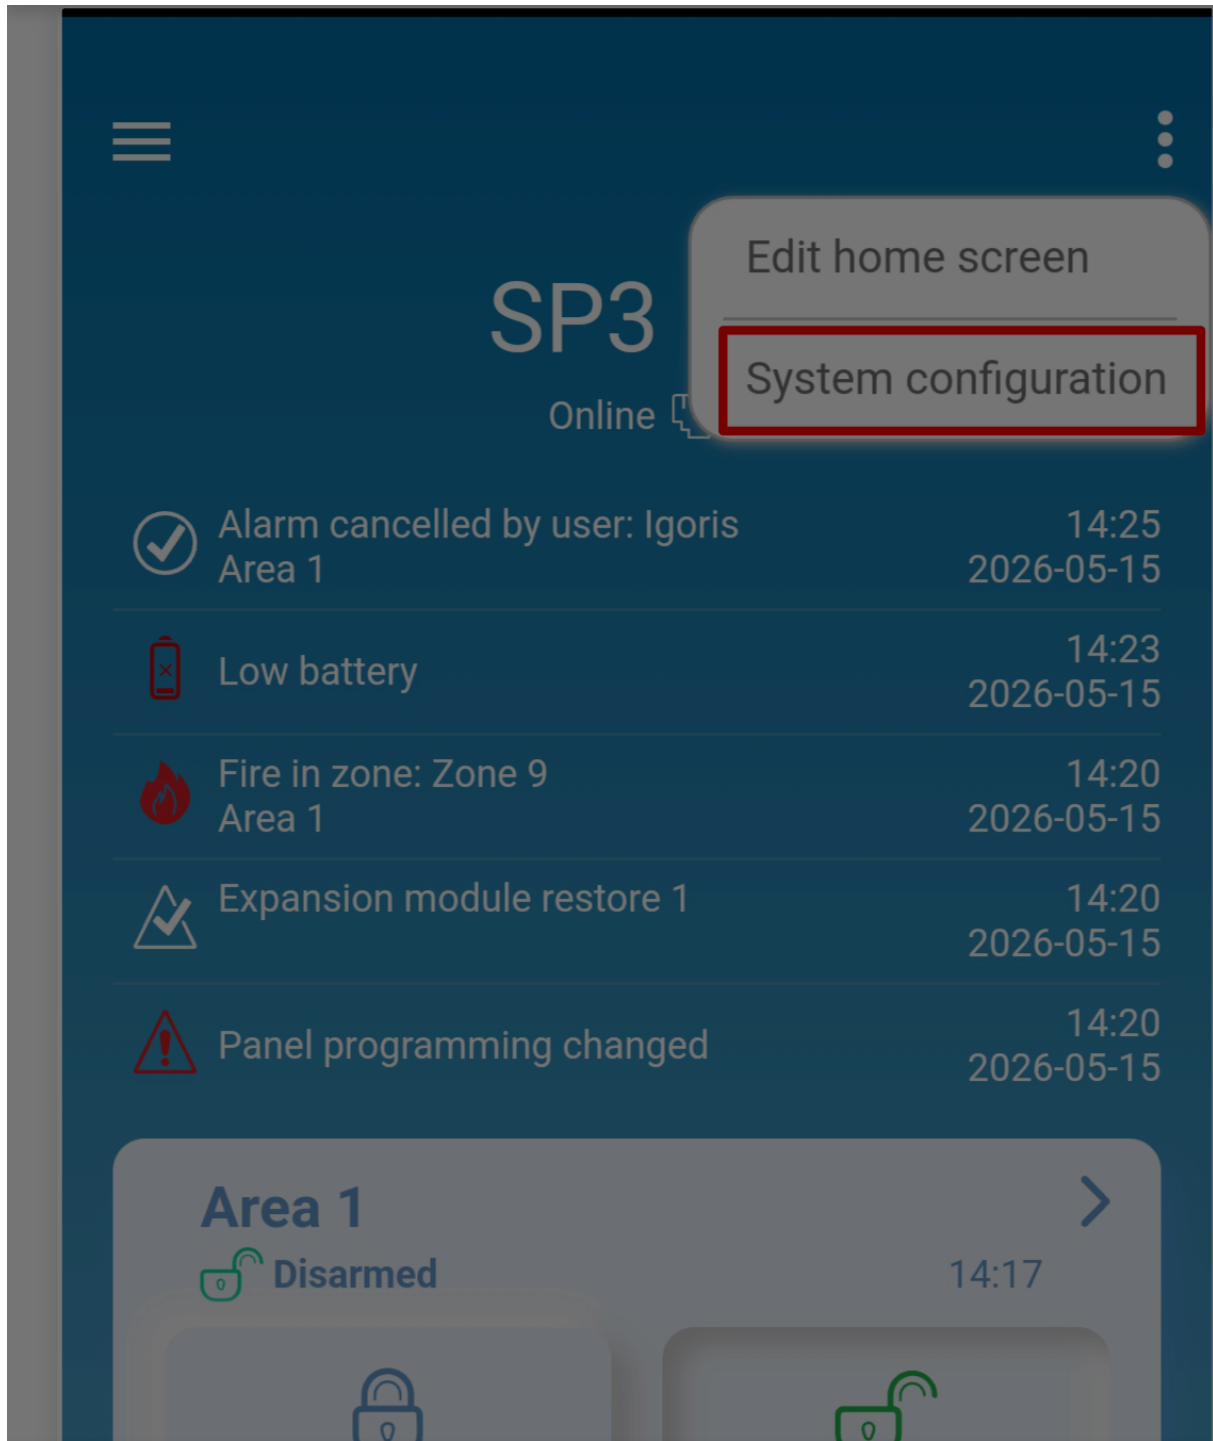 Edit home screen
SP3
System configuration
Online
Alarm cancelled by user: Igoris 14:25
Area 1 2026-05-15
Low battery 14:23
2026-05-15
Fire in zone: Zone 9 14:20
Area 1 2026-05-15
Expansion module restore 1 14:20
2026-05-15
Panel programming changed 14:20
2026-05-15
Area 1
Disarmed 14:17